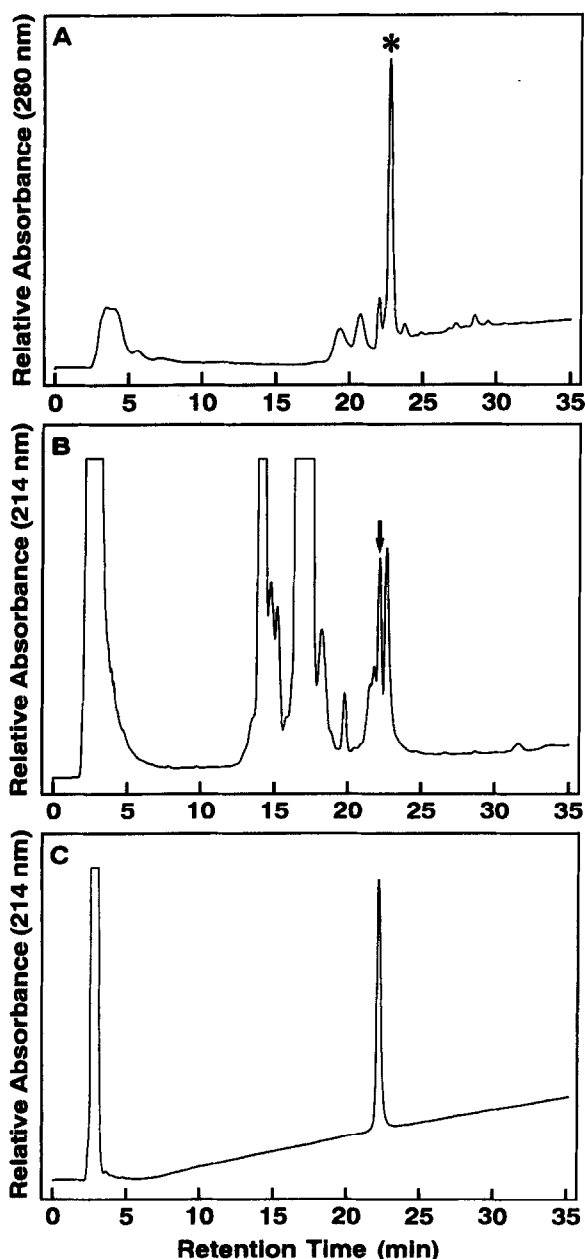 A
*
Relative Absorbance (280 nm)
0 5 10 15 20 25 30 35
B
Relative Absorbance (214 nm)
0 5 10 15 20 25 30 35
C
Relative Absorbance (214 nm)
0 5 10 15 20 25 30 35
Retention Time (min)